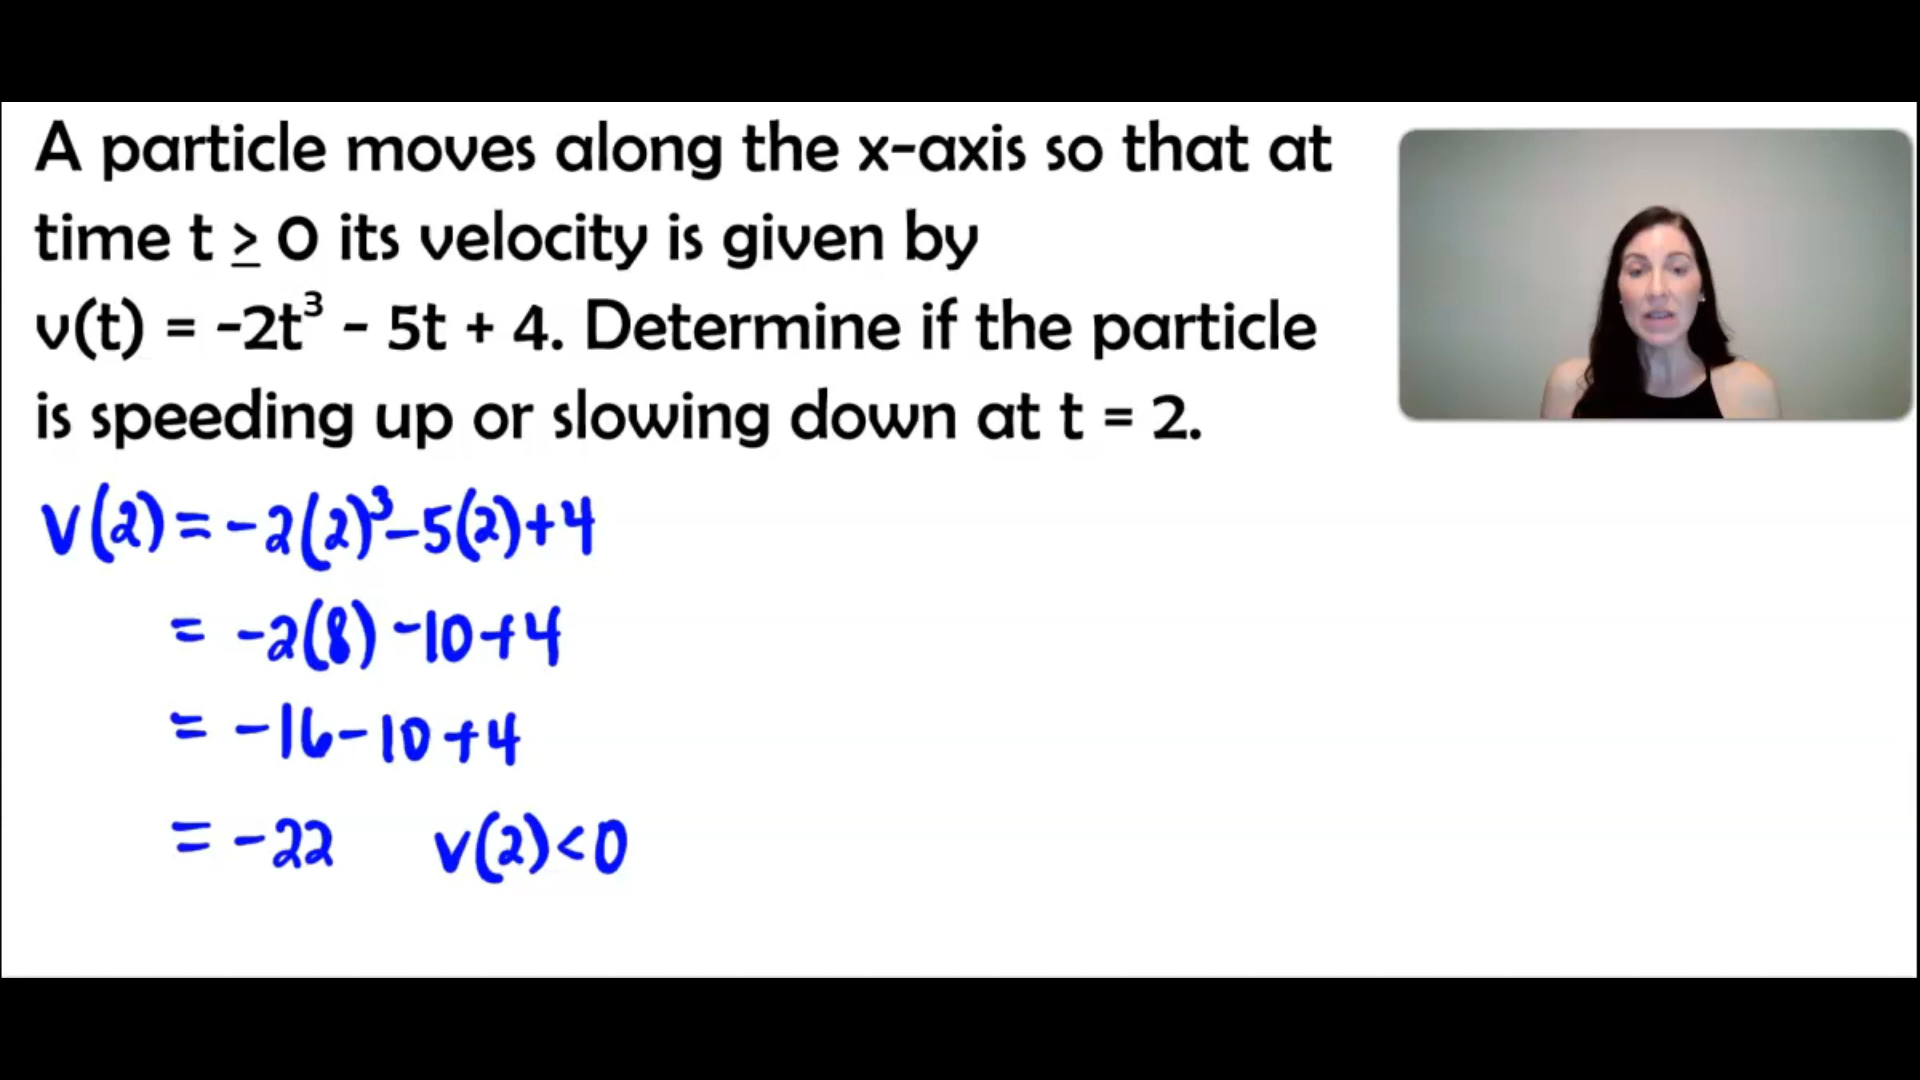 A particle moves along the x-axis so that at
time t ≥ 0 its velocity is given by
v(t) = -2t³ - 5t + 4. Determine if the particle
is speeding up or slowing down at t = 2.
v(2) = -2(2)³-5(2)+4
= -2(8) -10+4
= -16-10+4
= -22 v(2)<0